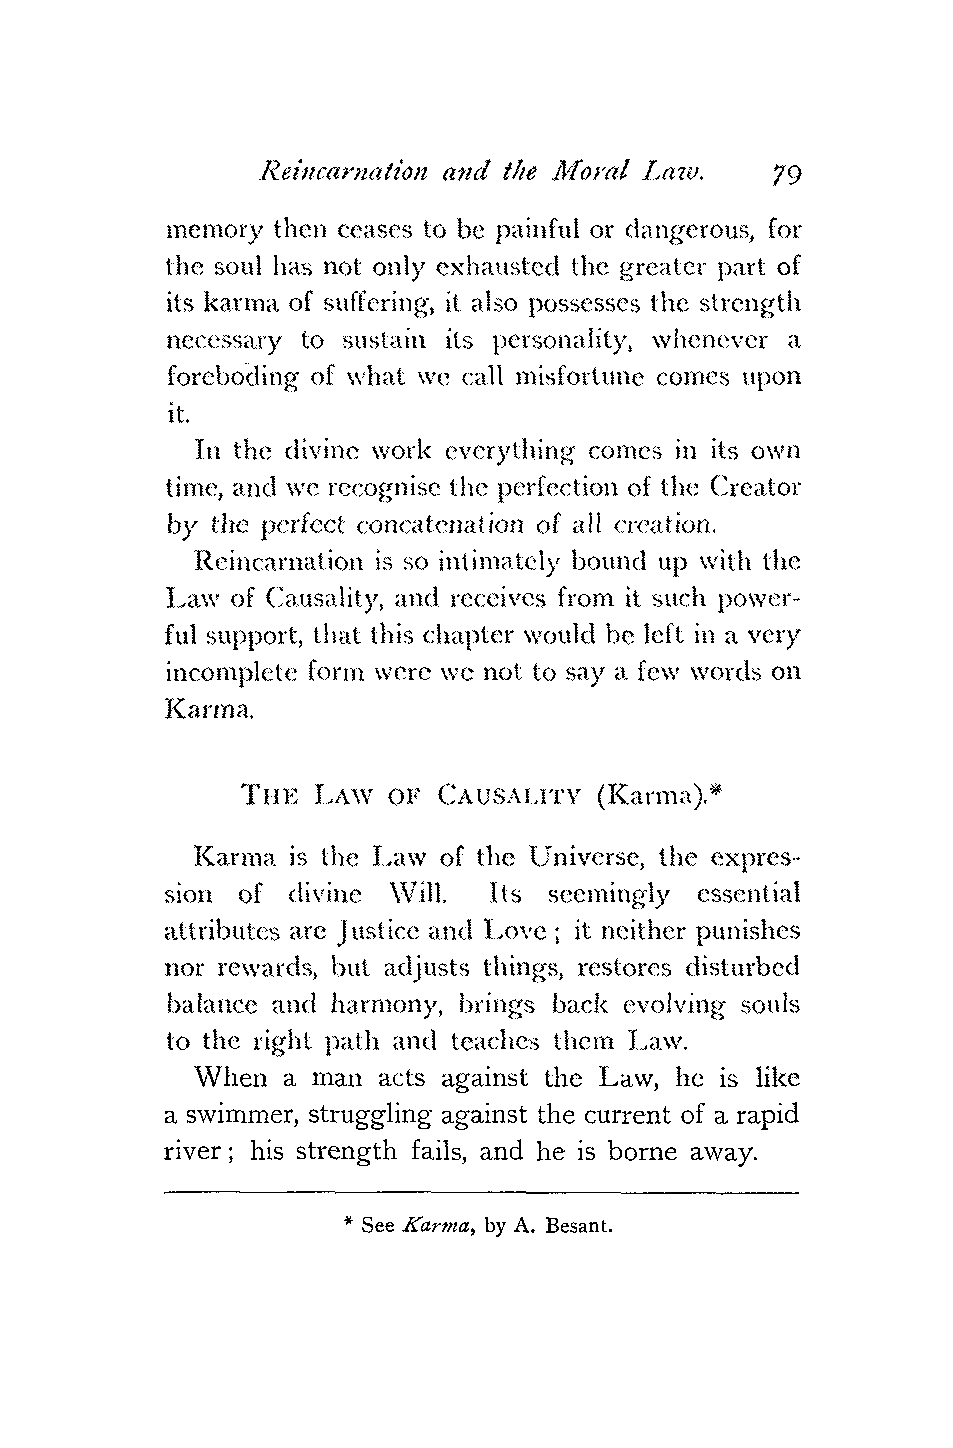 Reincarnation and the Moral Law. 79
memory then ceases to be painful or dangerous, for
the soul has not only exhausted the greater part of
its karma of suffering, it also possesses the strength
necessary to sustain its personality, whenever a
foreboding of what we call misfortune comes upon
it.
In the divine work everything comes in its own
time, and we recognise the perfection of the Creator
by the perfect concatenation of all creation.
Reincarnation is so intimately bound up with the
Law of Causality, and receives from it such power-
ful support, that this chapter would be left in a very
incomplete form were we not to say a few words on
Karma.
THE LAW OF CAUSALITY (Karma).*
Karma is the Law of the Universe, the expres-
sion of divine Will. Its seemingly essential
attributes are Justice and Love ; it neither punishes
nor rewards, but adjusts things, restores disturbed
balance and harmony, brings back evolving souls
to the right path and teaches them Law.
When a man acts against the Law, he is like
a swimmer, struggling against the current of a rapid
river ; his strength fails, and he is borne away.
* See Karma, by A. Besant.